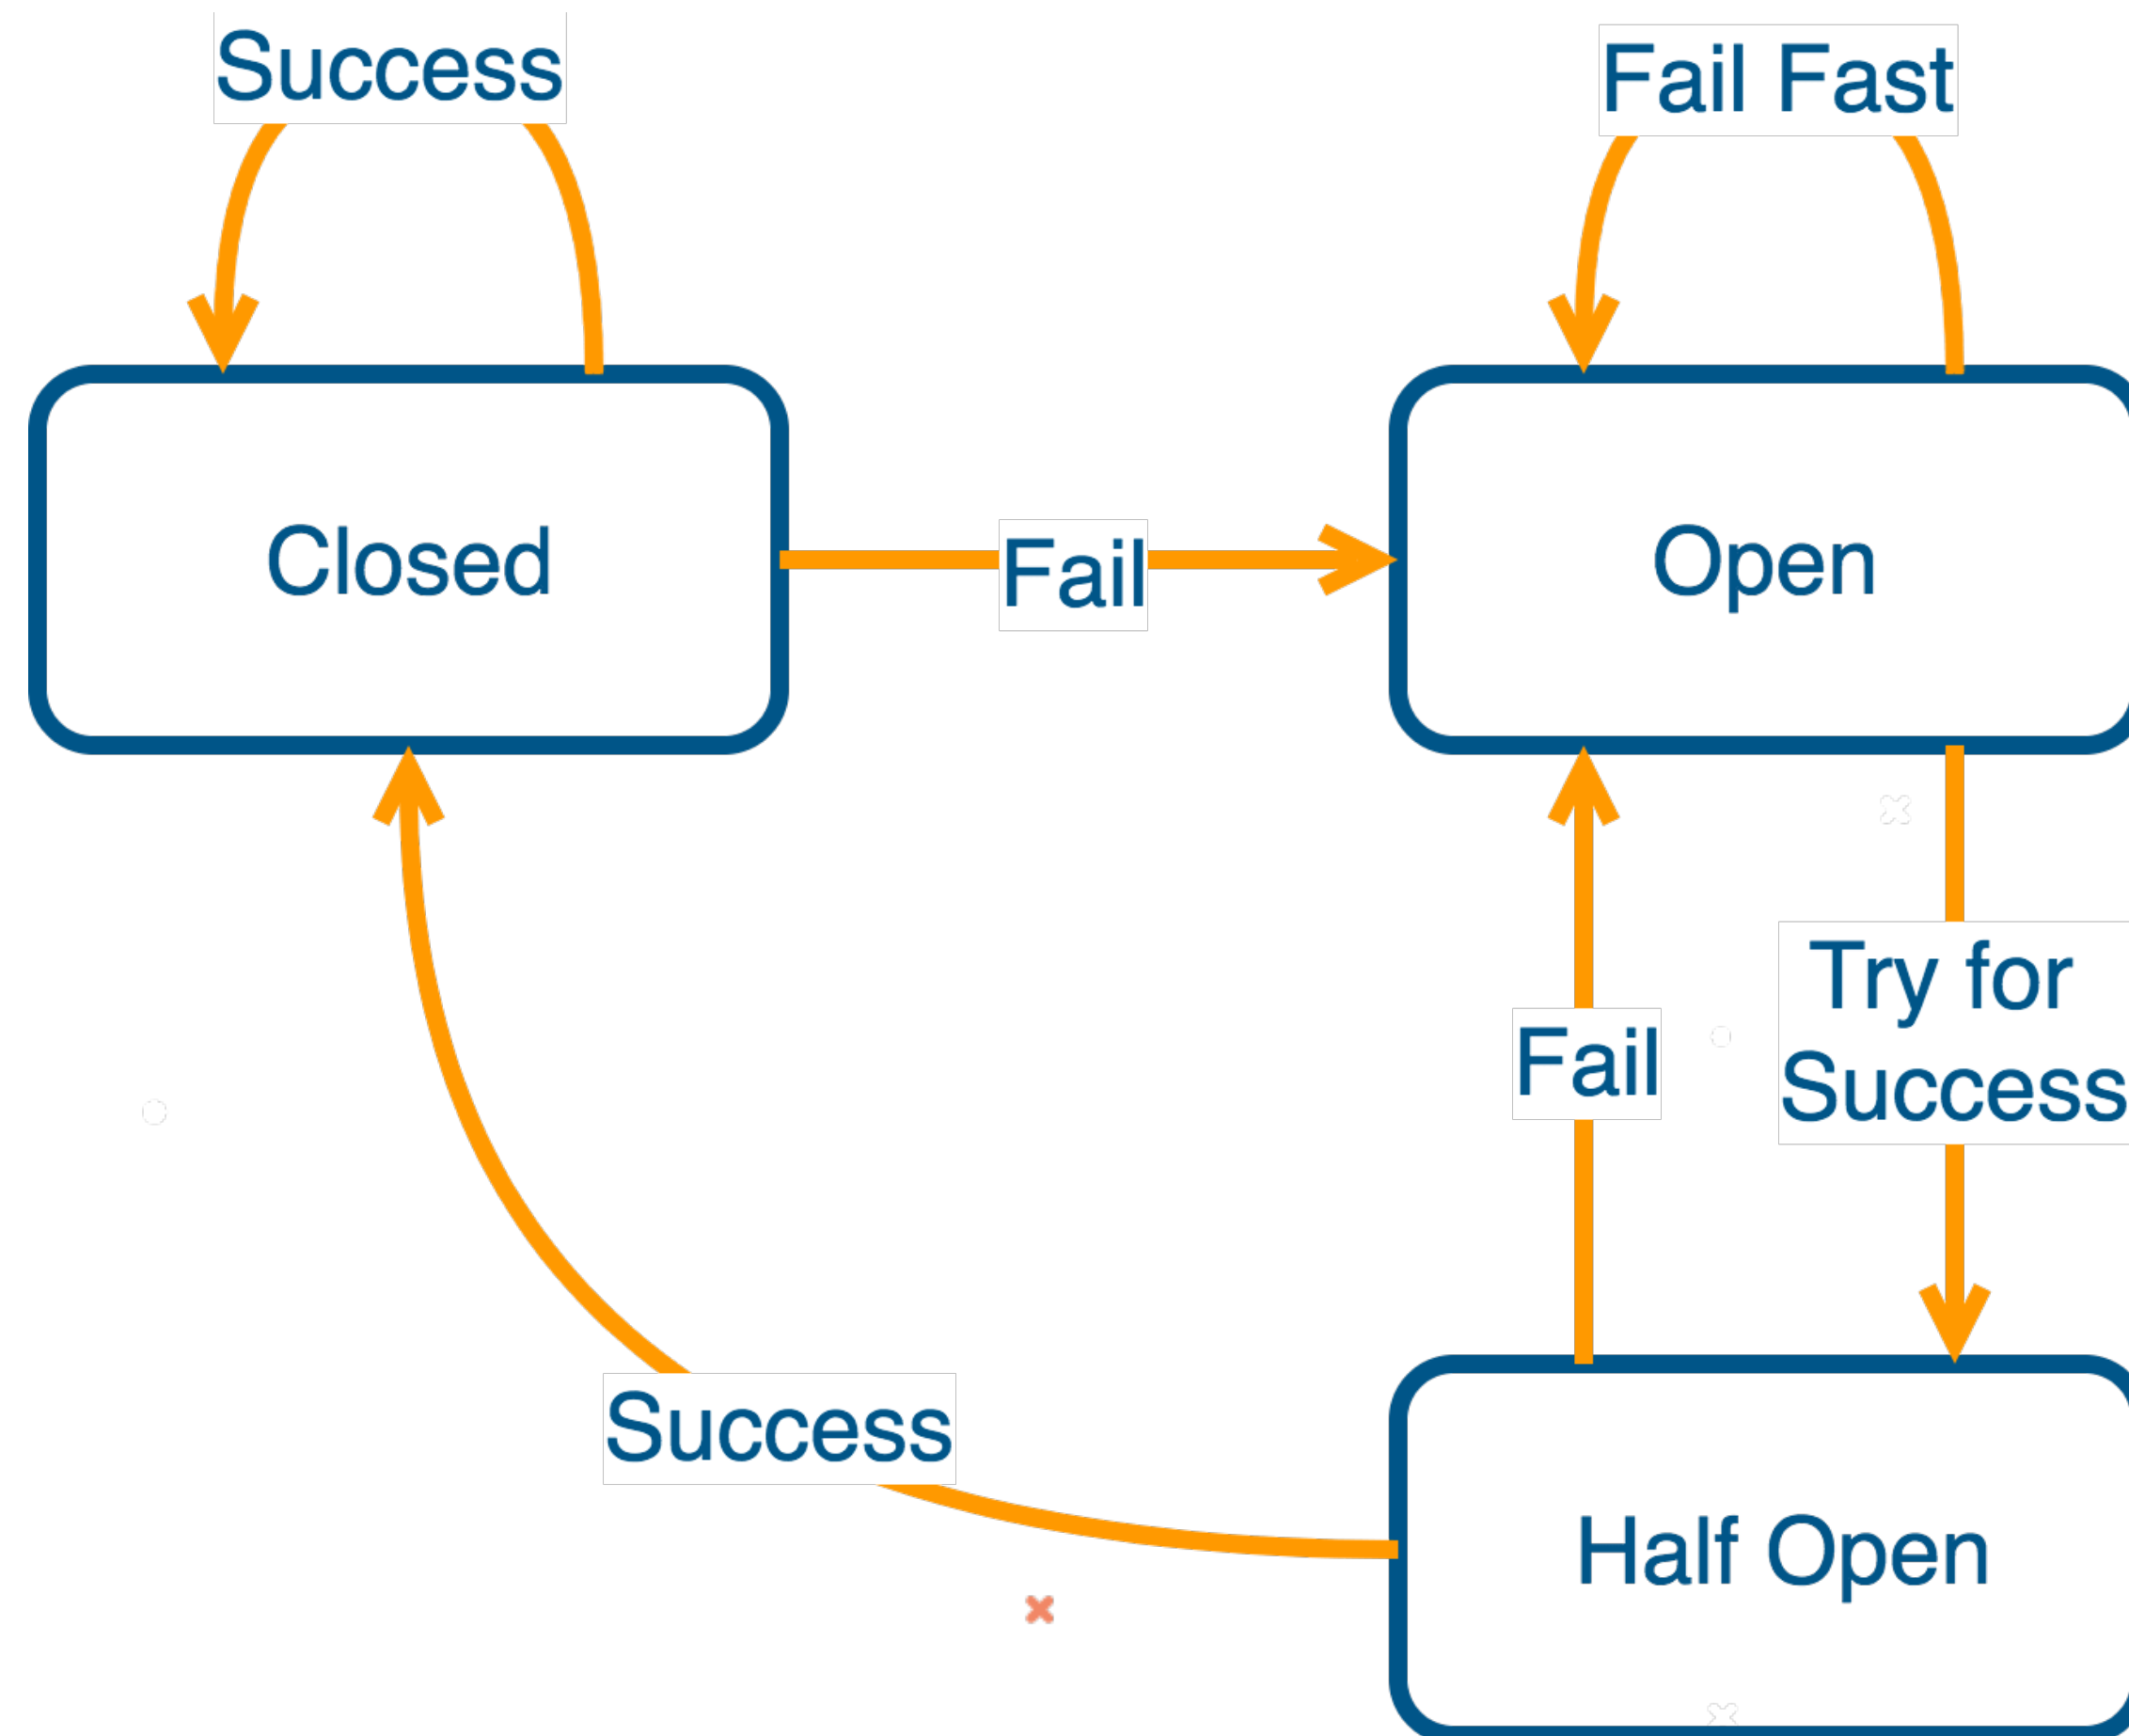 Success
Fail Fast
Closed
Fail
Open
Fail
Try for
Success
Success
Half Open